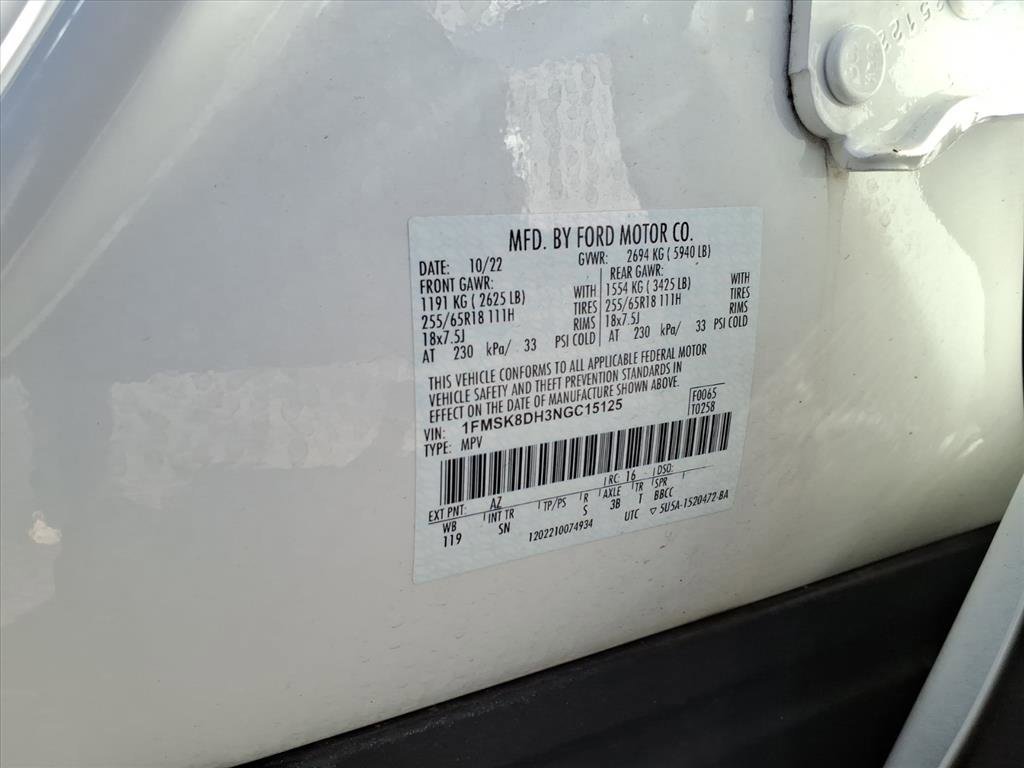 MFD. BY FORD MOTOR CO.
DATE: 10/22 GVWR: 2694 KG ( 5940 LB)
FRONT GAWR: REAR GAWR:
1191 KG ( 2625 LB) WITH 1554 KG ( 3425 LB) WITH
255/65R18 111H TIRES 255/65R18 111H TIRES
18x7.5J RIMS 18x7.5J RIMS
AT 230 kPa/ 33 PSI COLD AT 230 kPa/ 33 PSI COLD
THIS VEHICLE CONFORMS TO ALL APPLICABLE FEDERAL MOTOR
VEHICLE SAFETY AND THEFT PREVENTION STANDARDS IN
EFFECT ON THE DATE OF MANUFACTURE SHOWN ABOVE.
VIN: 1FMSK8DH3NGC15125 F0065
TYPE: MPV T0258
EXT PNT: AZ RC: 16 DSO:
WB INT TR TP/PS R AXLE TR SPR
119 SN S 3B T BBCC
1202210074934 UTC ▽ 5U5A-1520472-BA